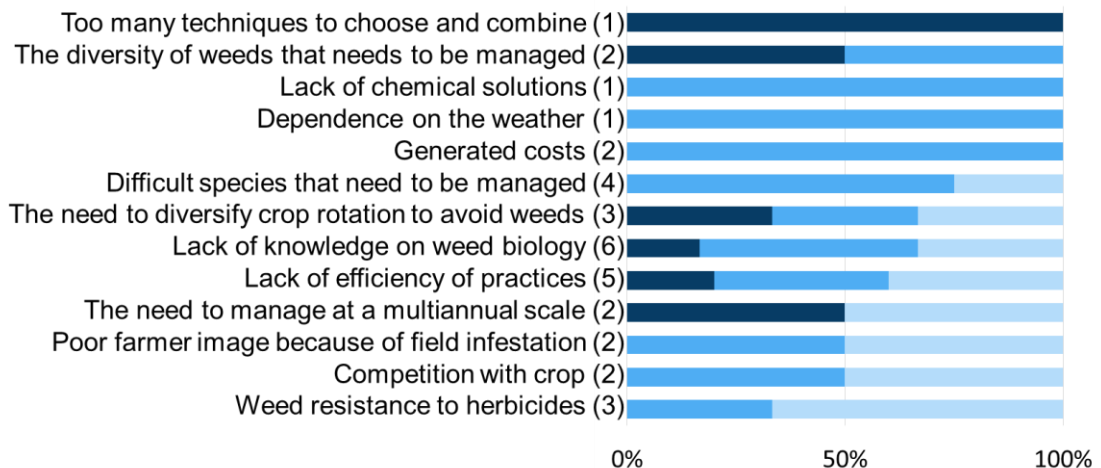 Too many techniques to choose and combine (1)
The diversity of weeds that needs to be managed (2)
Lack of chemical solutions (1)
Dependence on the weather (1)
Generated costs (2)
Difficult species that need to be managed (4)
The need to diversify crop rotation to avoid weeds (3)
Lack of knowledge on weed biology (6)
Lack of efficiency of practices (5)
The need to manage at a multiannual scale (2)
Poor farmer image because of field infestation (2)
Competition with crop (2)
Weed resistance to herbicides (3)
0% 50% 100%